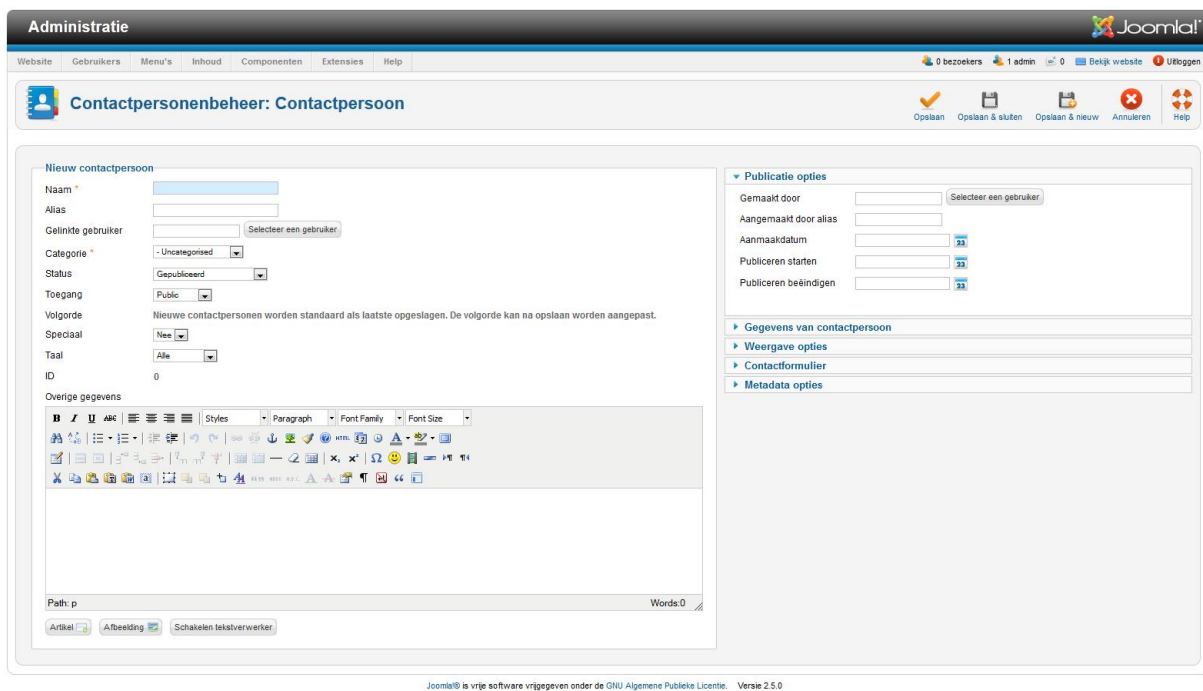 Administratie
Joomla!
Website Gebruikers Menu's Inhoud Componenten Extensies Help
0 bezoekers 1 admin 0 Bekijk website Uitloggen
Contactpersonenbeheer: Contactpersoon
Opslaan Opslaan & sluiten Opslaan & nieuw Annuleren Help
Nieuw contactpersoon
Naam *
Alias
Gelinkte gebruiker Selecteer een gebruiker
Categorie * - Uncategorised
Status Gepubliceerd
Toegang Public
Volgorde Nieuwe contactpersonen worden standaard als laatste opgeslagen. De volgorde kan na opslaan worden aangepast.
Speciaal Nee
Taal Alle
ID 0
Overige gegevens
B I U ABC Styles Paragraph Font Family Font Size
HTML
Path: p Words:0
Artikel Afbeelding Schakelen tekstverwerker
Publicatie opties
Gemaakt door Selecteer een gebruiker
Aangemaakt door alias
Aanmaakdatum 23
Publiceren starten 23
Publiceren beëindigen 23
Gegevens van contactpersoon
Weergave opties
Contactformulier
Metadata opties
Joomla!® is vrije software vrijgegeven onder de GNU Algemene Publieke Licentie. Versie 2.5.0